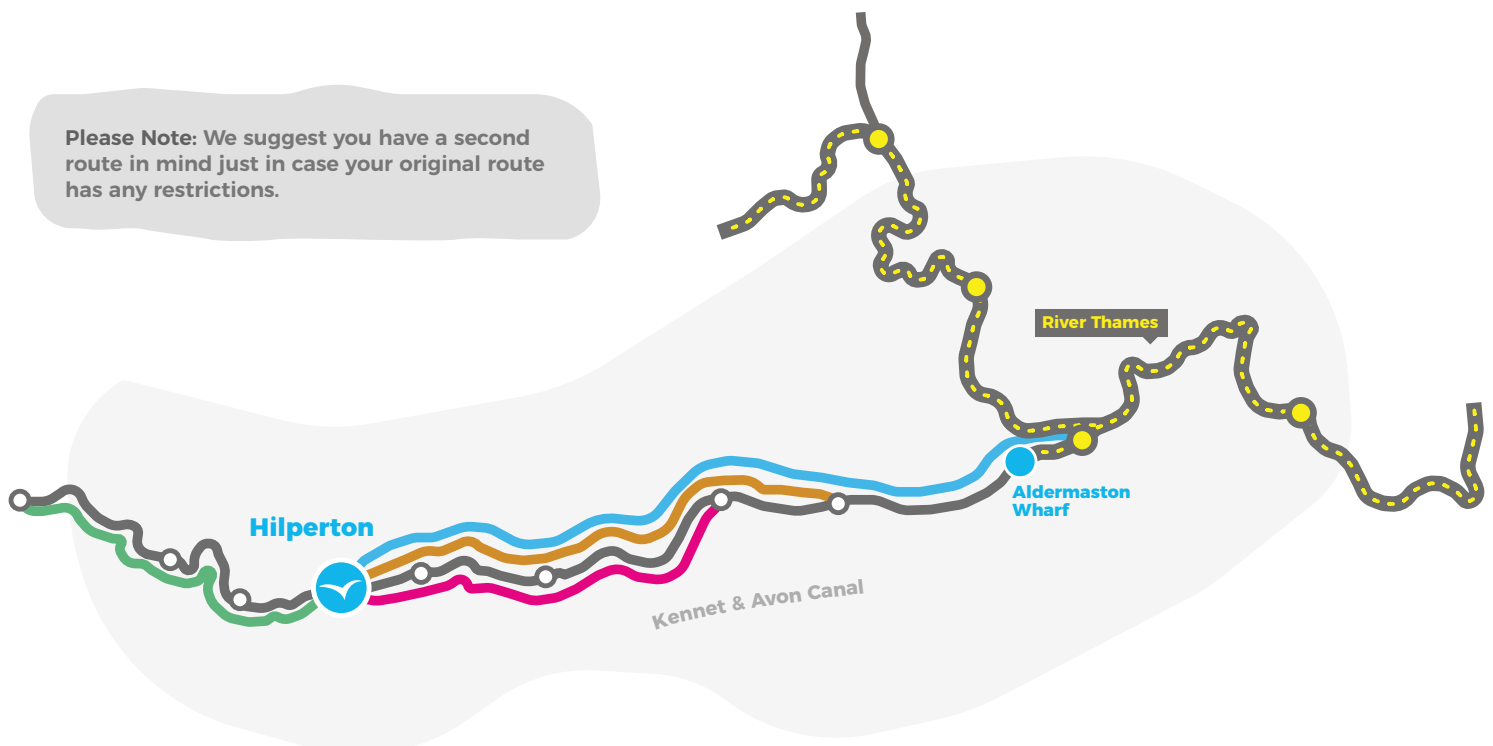 Please Note: We suggest you have a second
route in mind just in case your original route
has any restrictions.
River Thames
Hilperton
Aldermaston
Wharf
Kennet & Avon Canal